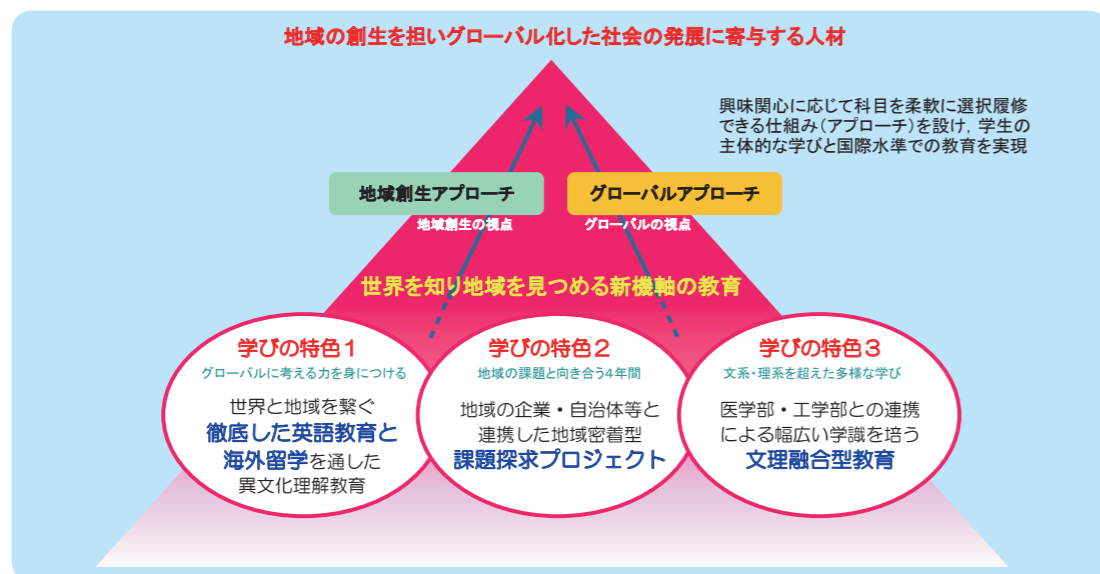 地域の創生を担いグローバル化した社会の発展に寄与する人材
興味関心に応じて科目を柔軟に選択履修
できる仕組み(アプローチ)を設け,学生の
主体的な学びと国際水準での教育を実現
地域創生アプローチ
グローバルアプローチ
地域創生の視点
グローバルの視点
世界を知り地域を見つめる新機軸の教育
学びの特色1
グローバルに考える力を身につける
世界と地域を繋ぐ
徹底した英語教育と
海外留学を通した
異文化理解教育
学びの特色2
地域の課題と向き合う4年間
地域の企業・自治体等と
連携した地域密着型
課題探求プロジェクト
学びの特色3
文系・理系を超えた多様な学び
医学部・工学部との連携
による幅広い学識を培う
文理融合型教育